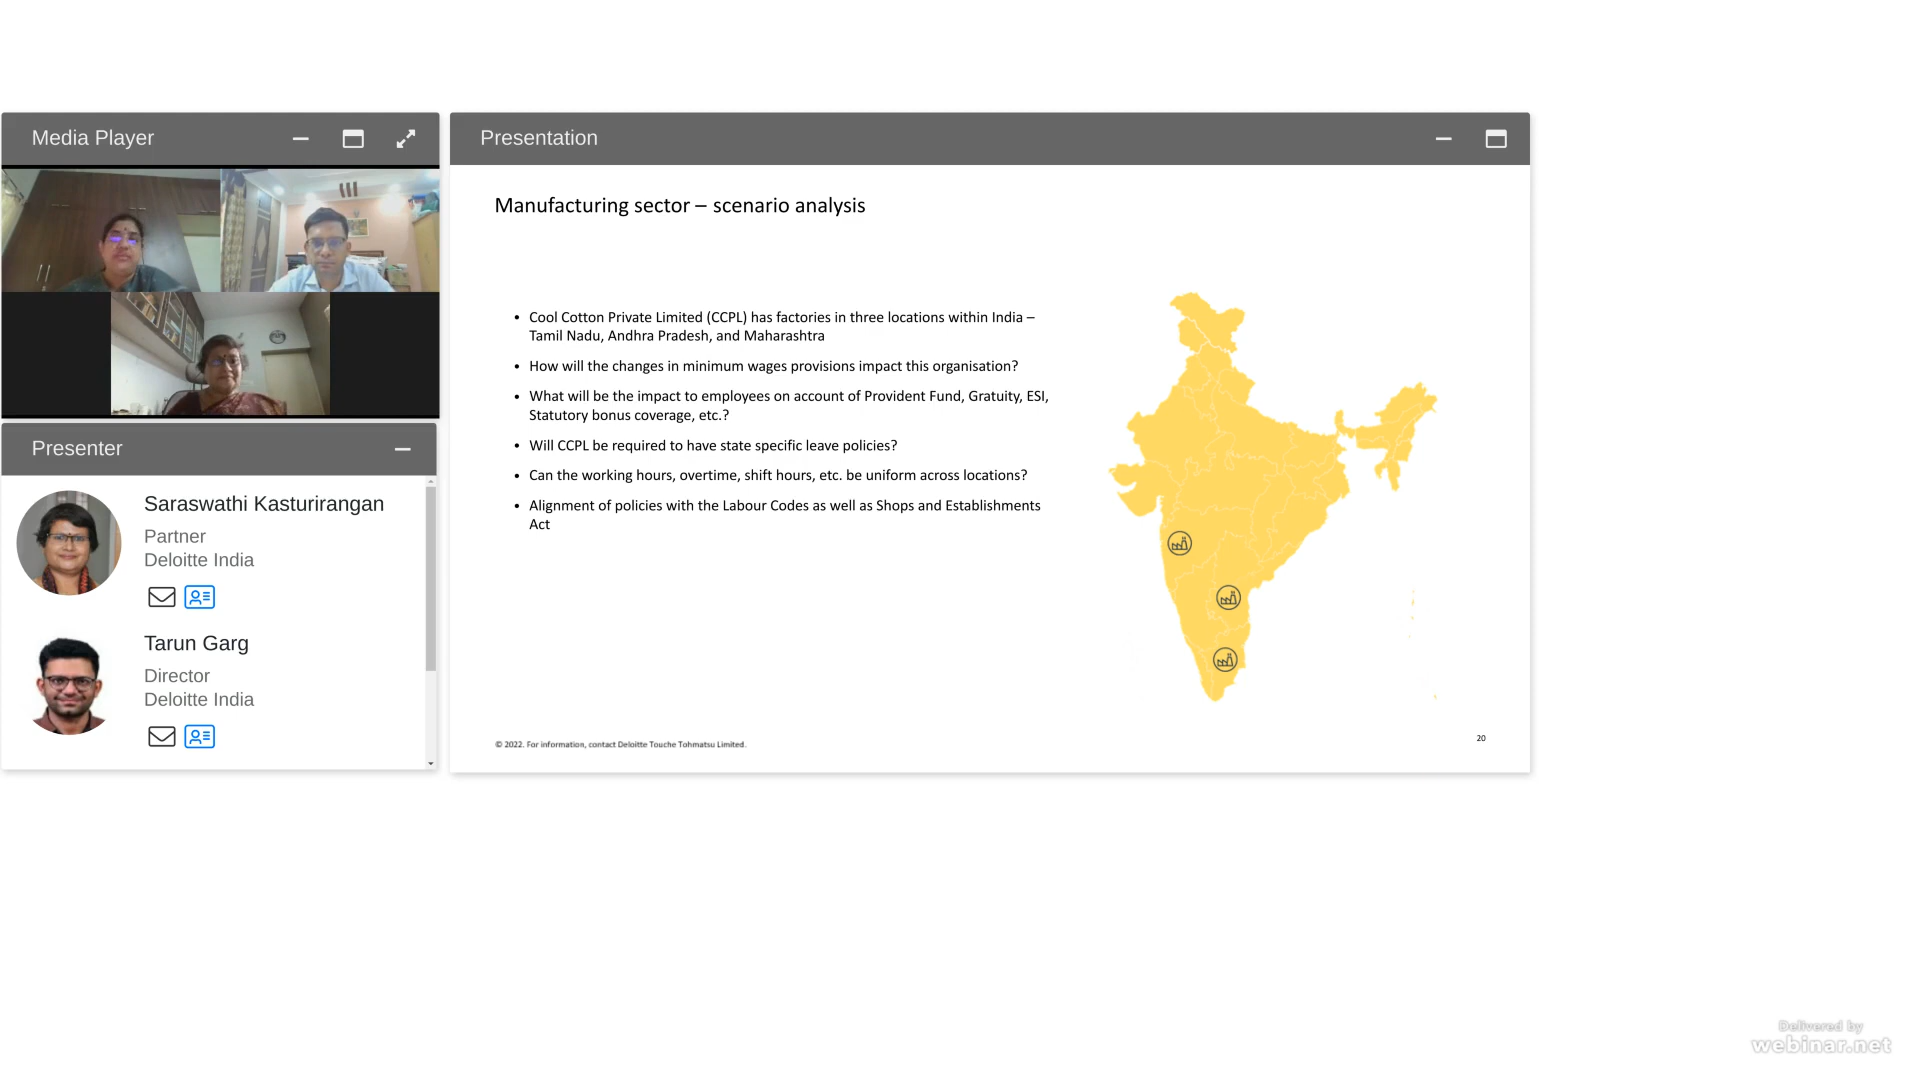 Media Player
Presenter
Saraswathi Kasturirangan
Partner
Deloitte India
Tarun Garg
Director
Deloitte India
Presentation
Manufacturing sector – scenario analysis
• Cool Cotton Private Limited (CCPL) has factories in three locations within India –
Tamil Nadu, Andhra Pradesh, and Maharashtra
• How will the changes in minimum wages provisions impact this organisation?
• What will be the impact to employees on account of Provident Fund, Gratuity, ESI,
Statutory bonus coverage, etc.?
• Will CCPL be required to have state specific leave policies?
• Can the working hours, overtime, shift hours, etc. be uniform across locations?
• Alignment of policies with the Labour Codes as well as Shops and Establishments
Act
© 2022. For information, contact Deloitte Touche Tohmatsu Limited.
20
Delivered by
webinar.net